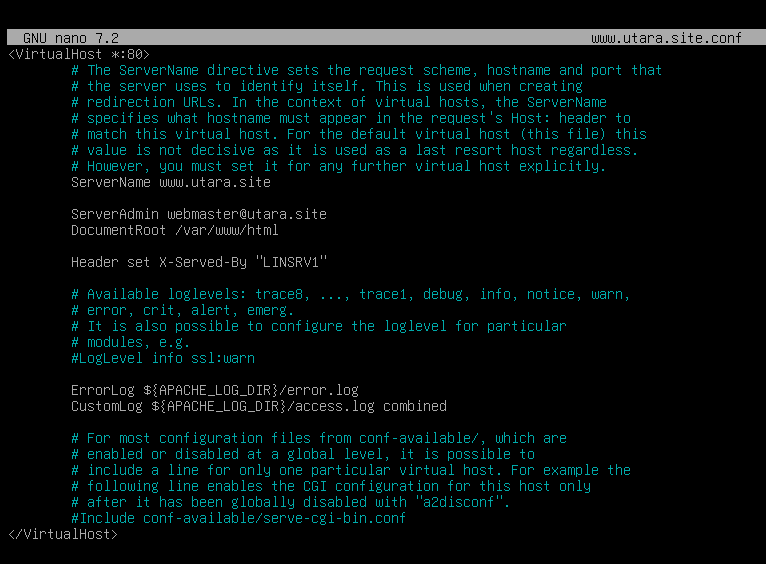 GNU nano 7.2 www.utara.site.conf
<VirtualHost *:80>
# The ServerName directive sets the request scheme, hostname and port that
# the server uses to identify itself. This is used when creating
# redirection URLs. In the context of virtual hosts, the ServerName
# specifies what hostname must appear in the request's Host: header to
# match this virtual host. For the default virtual host (this file) this
# value is not decisive as it is used as a last resort host regardless.
# However, you must set it for any further virtual host explicitly.
ServerName www.utara.site
ServerAdmin webmaster@utara.site
DocumentRoot /var/www/html
Header set X-Served-By "LINSRV1"
# Available loglevels: trace8, ..., trace1, debug, info, notice, warn,
# error, crit, alert, emerg.
# It is also possible to configure the loglevel for particular
# modules, e.g.
#LogLevel info ssl:warn
ErrorLog ${APACHE_LOG_DIR}/error.log
CustomLog ${APACHE_LOG_DIR}/access.log combined
# For most configuration files from conf-available/, which are
# enabled or disabled at a global level, it is possible to
# include a line for only one particular virtual host. For example the
# following line enables the CGI configuration for this host only
# after it has been globally disabled with "a2disconf".
#Include conf-available/serve-cgi-bin.conf
</VirtualHost>